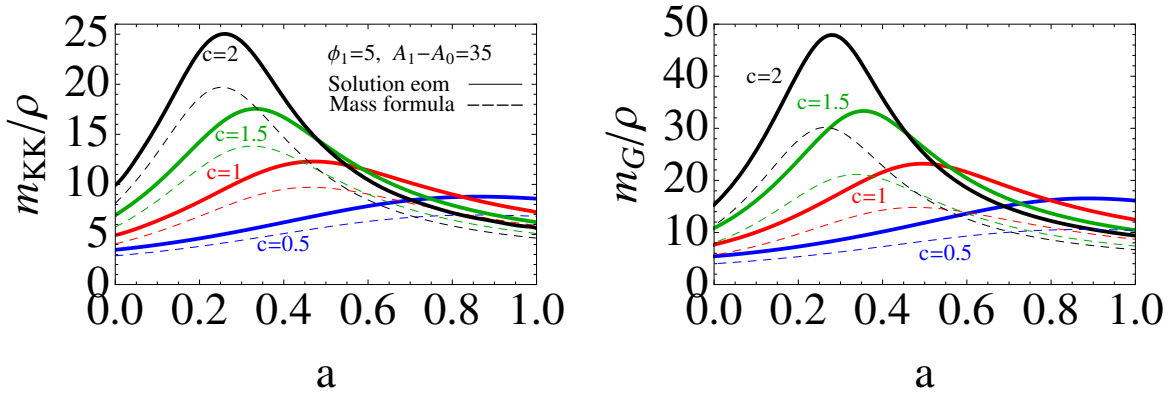 m_KK/ρ
25
20
15
10
5
0
c=2
c=1.5
c=1
c=0.5
ϕ₁=5, A₁−A₀=35
Solution eom
Mass formula
0.0 0.2 0.4 0.6 0.8 1.0
a
m_G/ρ
50
40
30
20
10
0
c=2
c=1.5
c=1
c=0.5
0.0 0.2 0.4 0.6 0.8 1.0
a